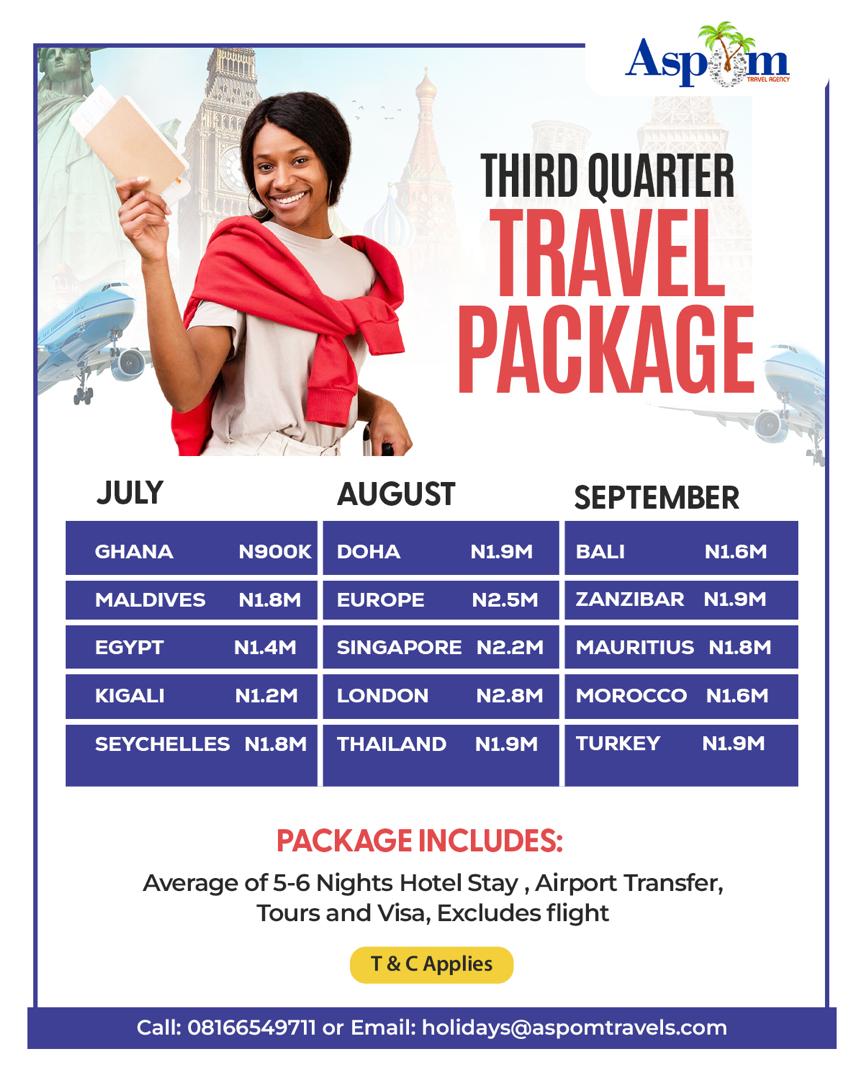 Aspom
TRAVEL AGENCY
THIRD QUARTER
TRAVEL
PACKAGE
JULY
GHANA N900K
MALDIVES N1.8M
EGYPT N1.4M
KIGALI N1.2M
SEYCHELLES N1.8M
AUGUST
DOHA N1.9M
EUROPE N2.5M
SINGAPORE N2.2M
LONDON N2.8M
THAILAND N1.9M
SEPTEMBER
BALI N1.6M
ZANZIBAR N1.9M
MAURITIUS N1.8M
MOROCCO N1.6M
TURKEY N1.9M
PACKAGE INCLUDES:
Average of 5-6 Nights Hotel Stay , Airport Transfer,
Tours and Visa, Excludes flight
T & C Applies
Call: 08166549711 or Email: holidays@aspomtravels.com